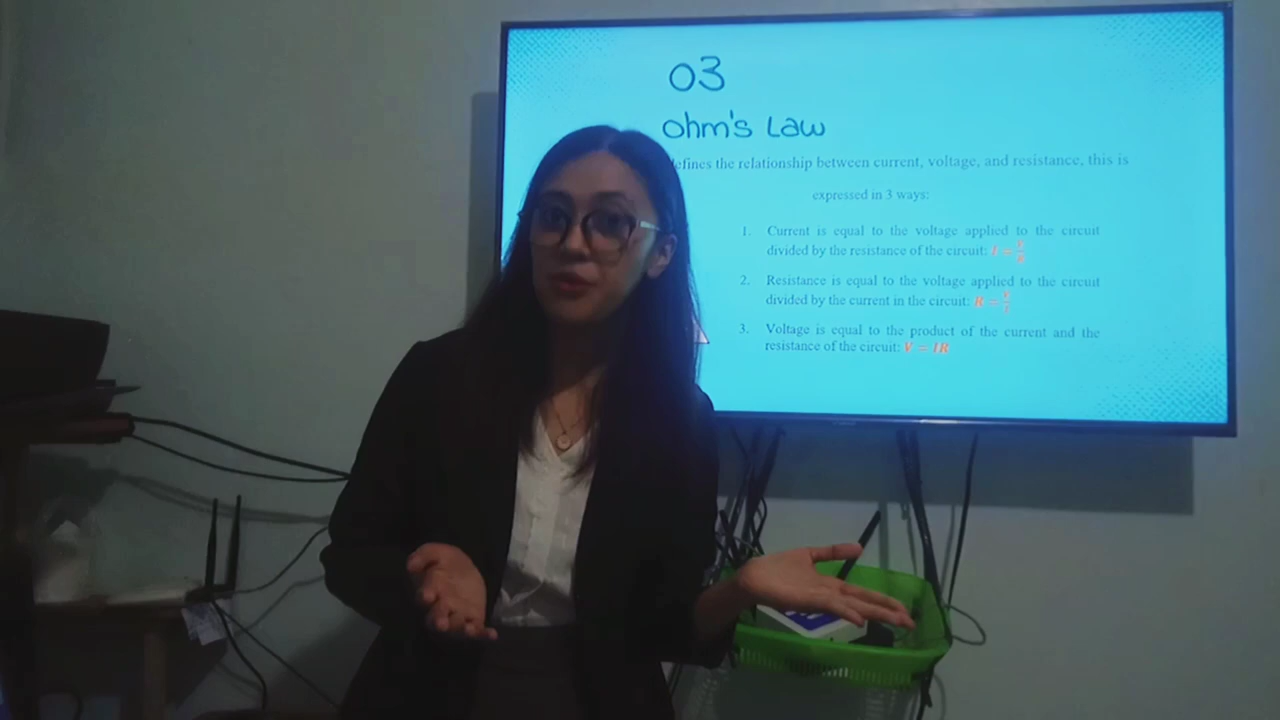 03
Ohm's Law
efines the relationship between current, voltage, and resistance, this is
expressed in 3 ways:
1. Current is equal to the voltage applied to the circuit
divided by the resistance of the circuit: I = V/R
2. Resistance is equal to the voltage applied to the circuit
divided by the current in the circuit: R = V/I
3. Voltage is equal to the product of the current and the
resistance of the circuit: V = IR